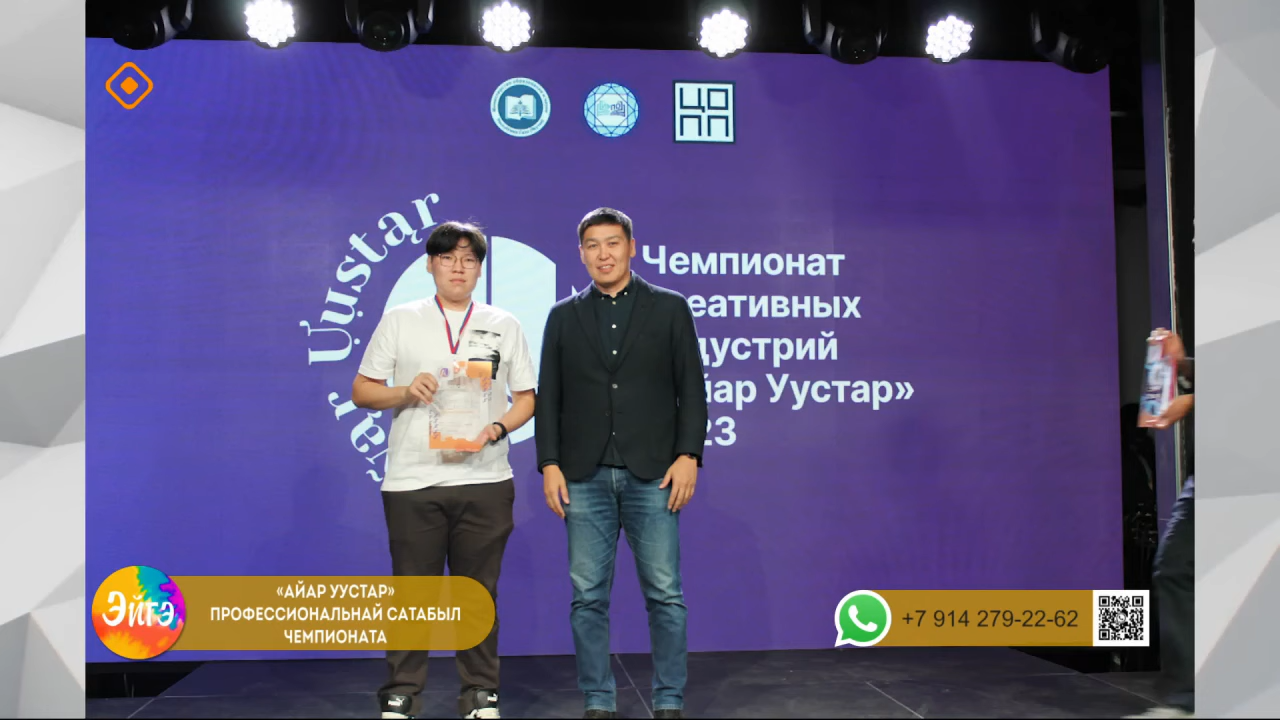 ЦО
ПП
Uustar
Чемпионат
еативных
дустрий
йар Уустар»
23
Эйгэ
«АЙАР УУСТАР»
ПРОФЕССИОНАЛЬНАЙ САТАБЫЛ
ЧЕМПИОНАТА
+7 914 279-22-62